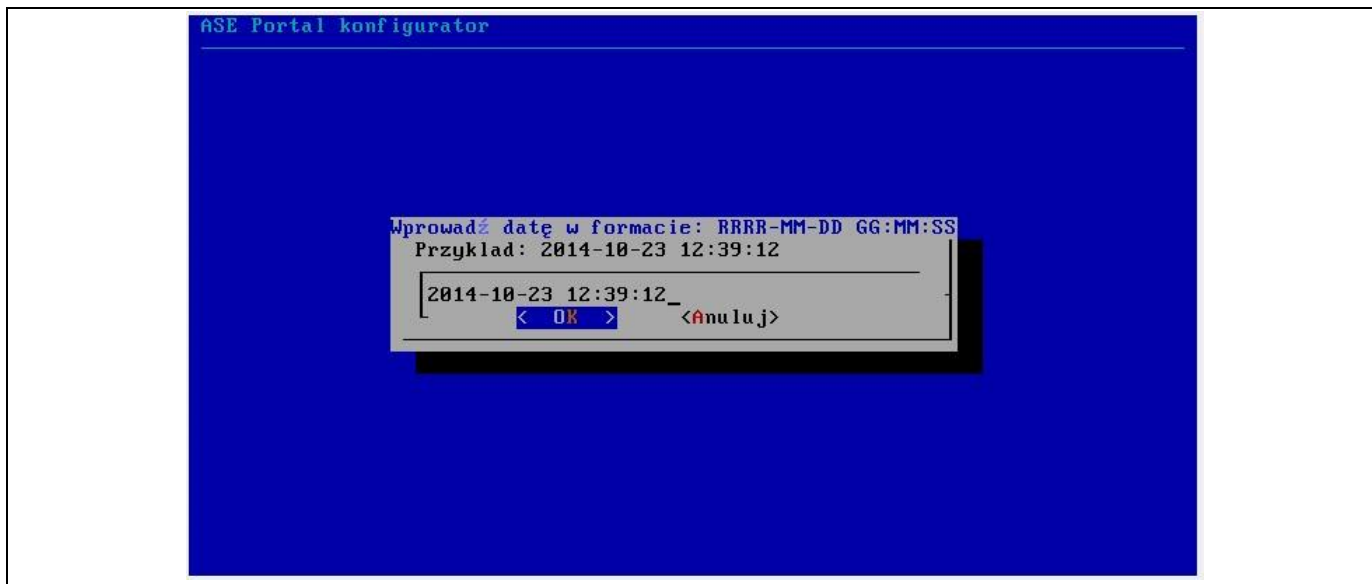 ASE Portal konfigurator
Wprowadź datę w formacie: RRRR-MM-DD GG:MM:SS
Przyklad: 2014-10-23 12:39:12
2014-10-23 12:39:12_
< OK > <Anuluj>